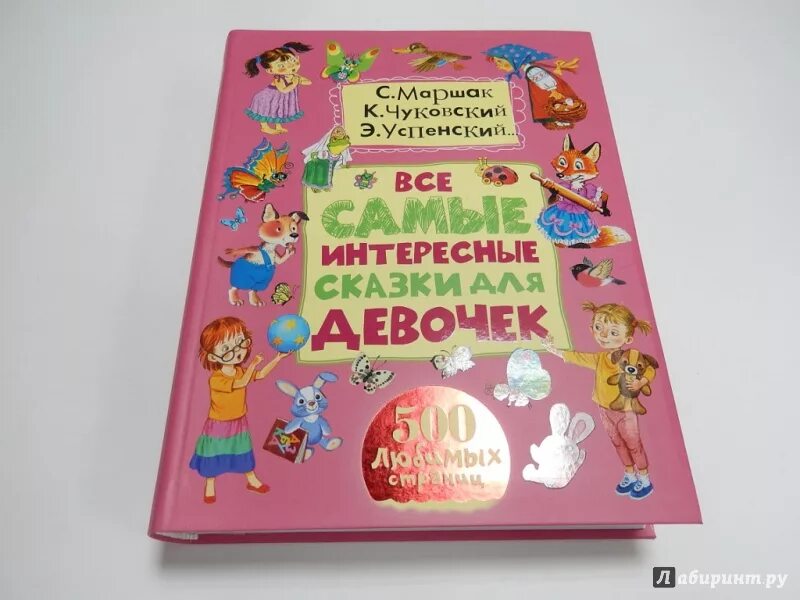 С. Маршак
К. Чуковский
Э. Успенский...
ВСЕ
САМЫЕ
ИНТЕРЕСНЫЕ
СКАЗКИ ДЛЯ
ДЕВОЧЕК
500
любимых
страниц
Лабиринт.ру